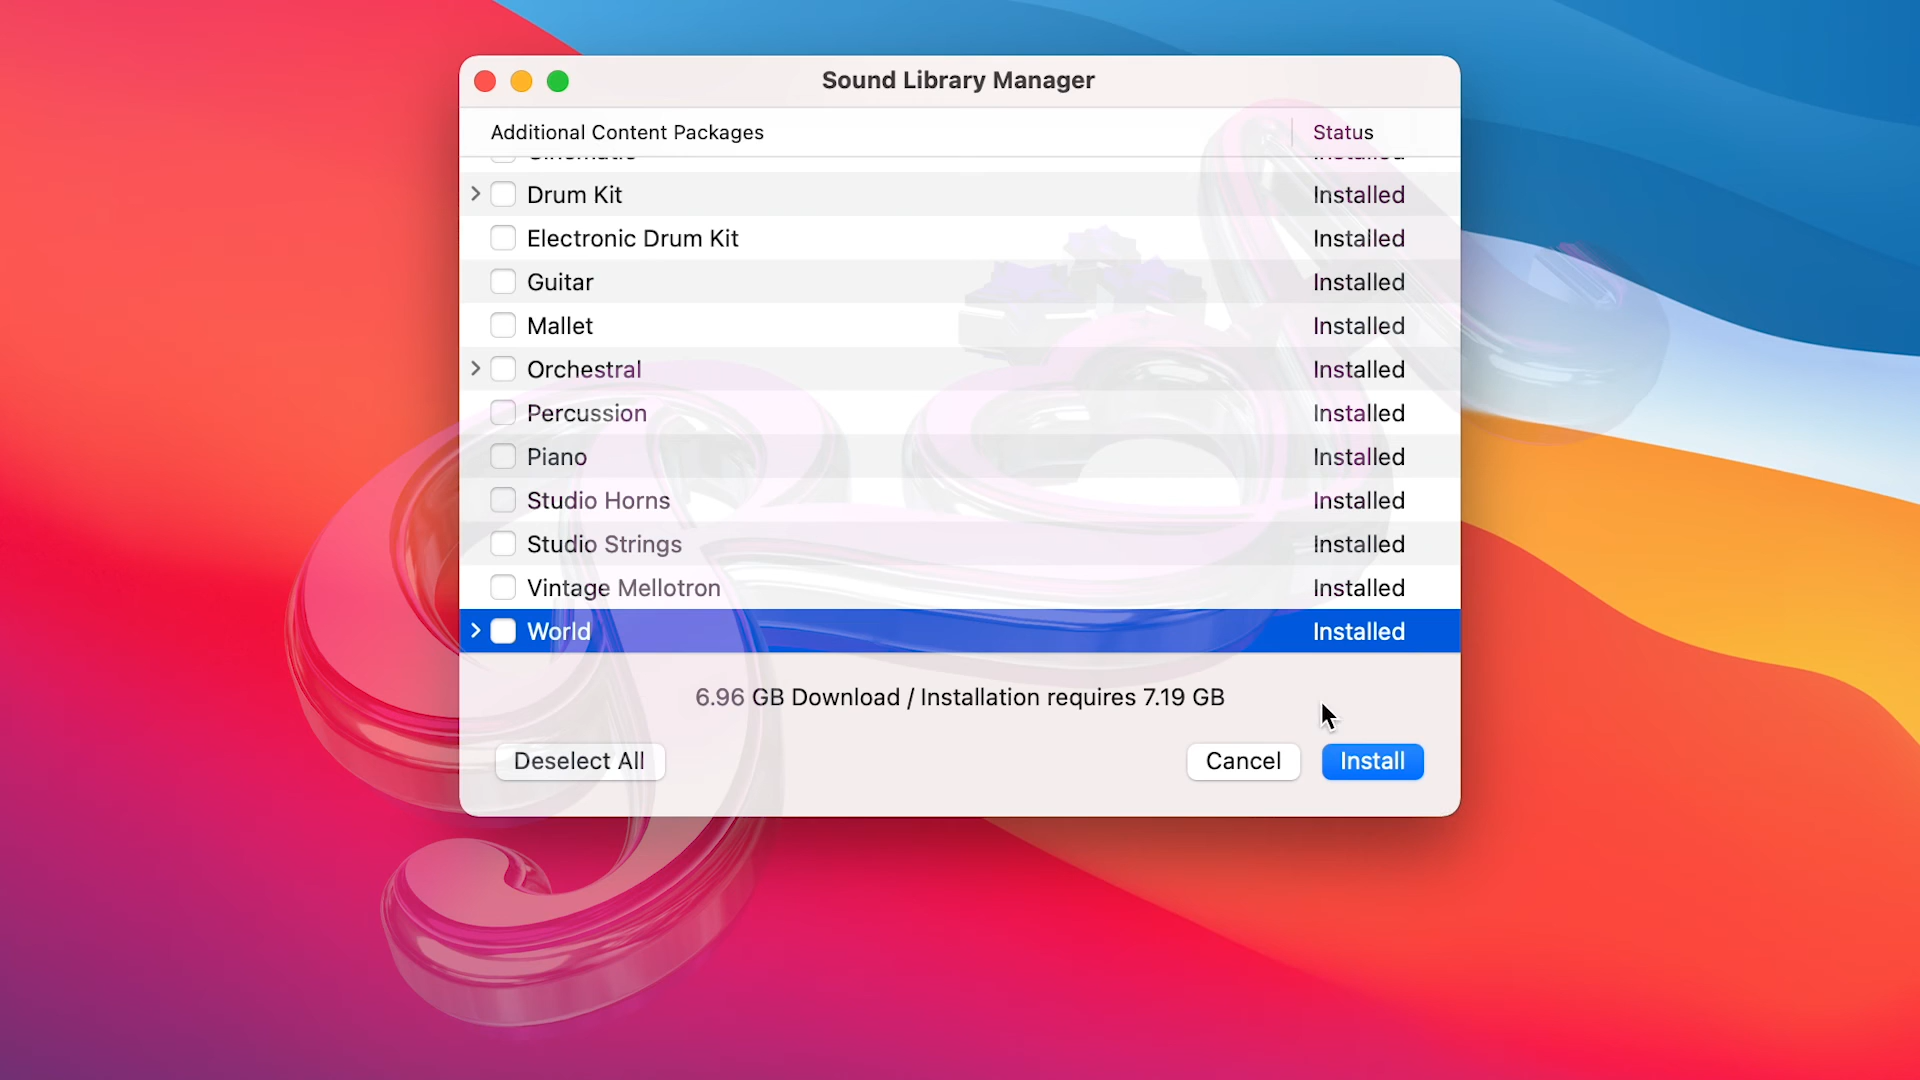 Sound Library Manager
Additional Content Packages Status
Drum Kit Installed
Electronic Drum Kit Installed
Guitar Installed
Mallet Installed
Orchestral Installed
Percussion Installed
Piano Installed
Studio Horns Installed
Studio Strings Installed
Vintage Mellotron Installed
World Installed
6.96 GB Download / Installation requires 7.19 GB
Deselect All Cancel Install